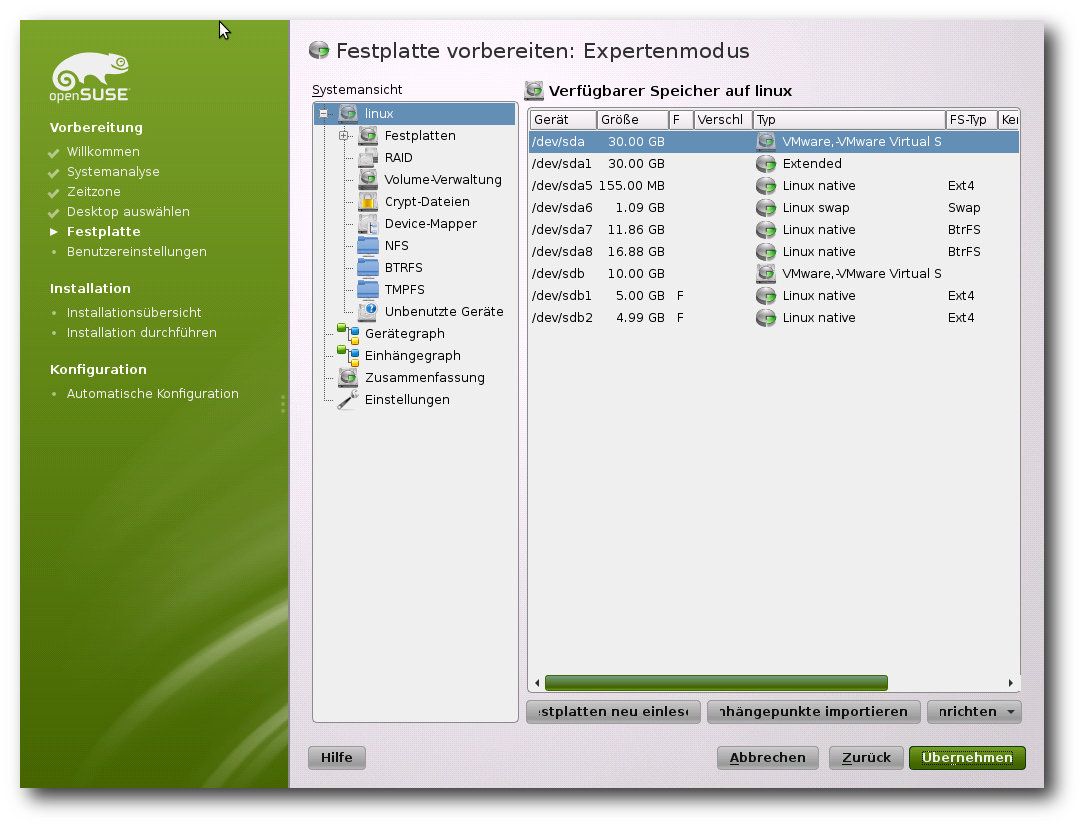 openSUSE
Vorbereitung
Willkommen
Systemanalyse
Zeitzone
Desktop auswählen
Festplatte
Benutzereinstellungen
Installation
Installationsübersicht
Installation durchführen
Konfiguration
Automatische Konfiguration
Festplatte vorbereiten: Expertenmodus
Systemansicht
linux
Festplatten
RAID
Volume-Verwaltung
Crypt-Dateien
Device-Mapper
NFS
BTRFS
TMPFS
Unbenutzte Geräte
Gerätegraph
Einhängegraph
Zusammenfassung
Einstellungen
Verfügbarer Speicher auf linux
Gerät Größe F Verschl Typ FS-Typ Ker
/dev/sda 30.00 GB VMware,-VMware Virtual S
/dev/sda1 30.00 GB Extended
/dev/sda5 155.00 MB Linux native Ext4
/dev/sda6 1.09 GB Linux swap Swap
/dev/sda7 11.86 GB Linux native BtrFS
/dev/sda8 16.88 GB Linux native BtrFS
/dev/sdb 10.00 GB VMware,-VMware Virtual S
/dev/sdb1 5.00 GB F Linux native Ext4
/dev/sdb2 4.99 GB F Linux native Ext4
stplatten neu einlese nhängepunkte importieren nrichten
Hilfe Abbrechen Zurück Übernehmen